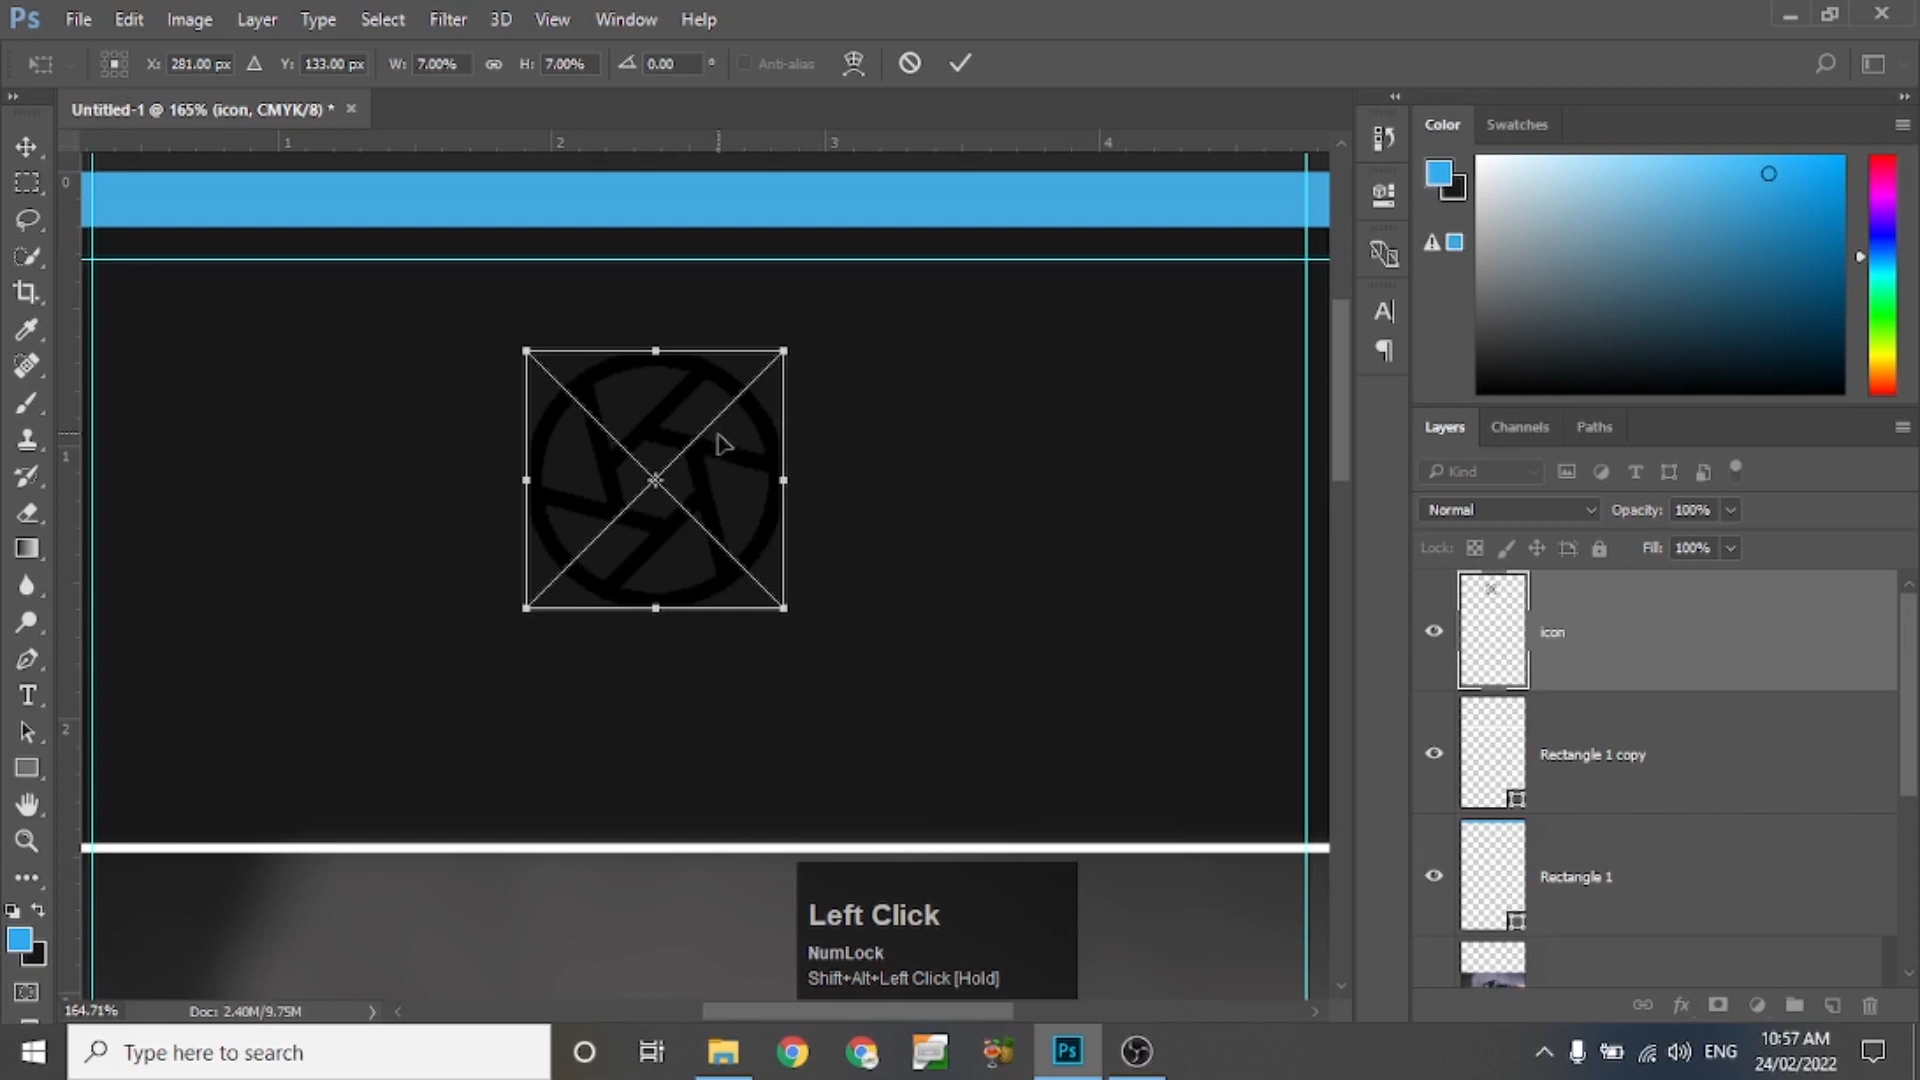 Ps File Edit Image Layer Type Select Filter 3D View Window Help
X: 281.00 px Y: 133.00 px W: 7.00% H: 7.00% 0.00 ° Anti-alias
Untitled-1 @ 165% (icon, CMYK/8) *
1 2 3 4
0
1
2
Color Swatches
Layers Channels Paths
Kind
Normal Opacity: 100%
Lock: Fill: 100%
icon
Rectangle 1 copy
Rectangle 1
Left Click
NumLock
Shift+Alt+Left Click [Hold]
164.71% Doc: 2.40M/9.75M
Type here to search
Ps
ENG
10:57 AM
24/02/2022